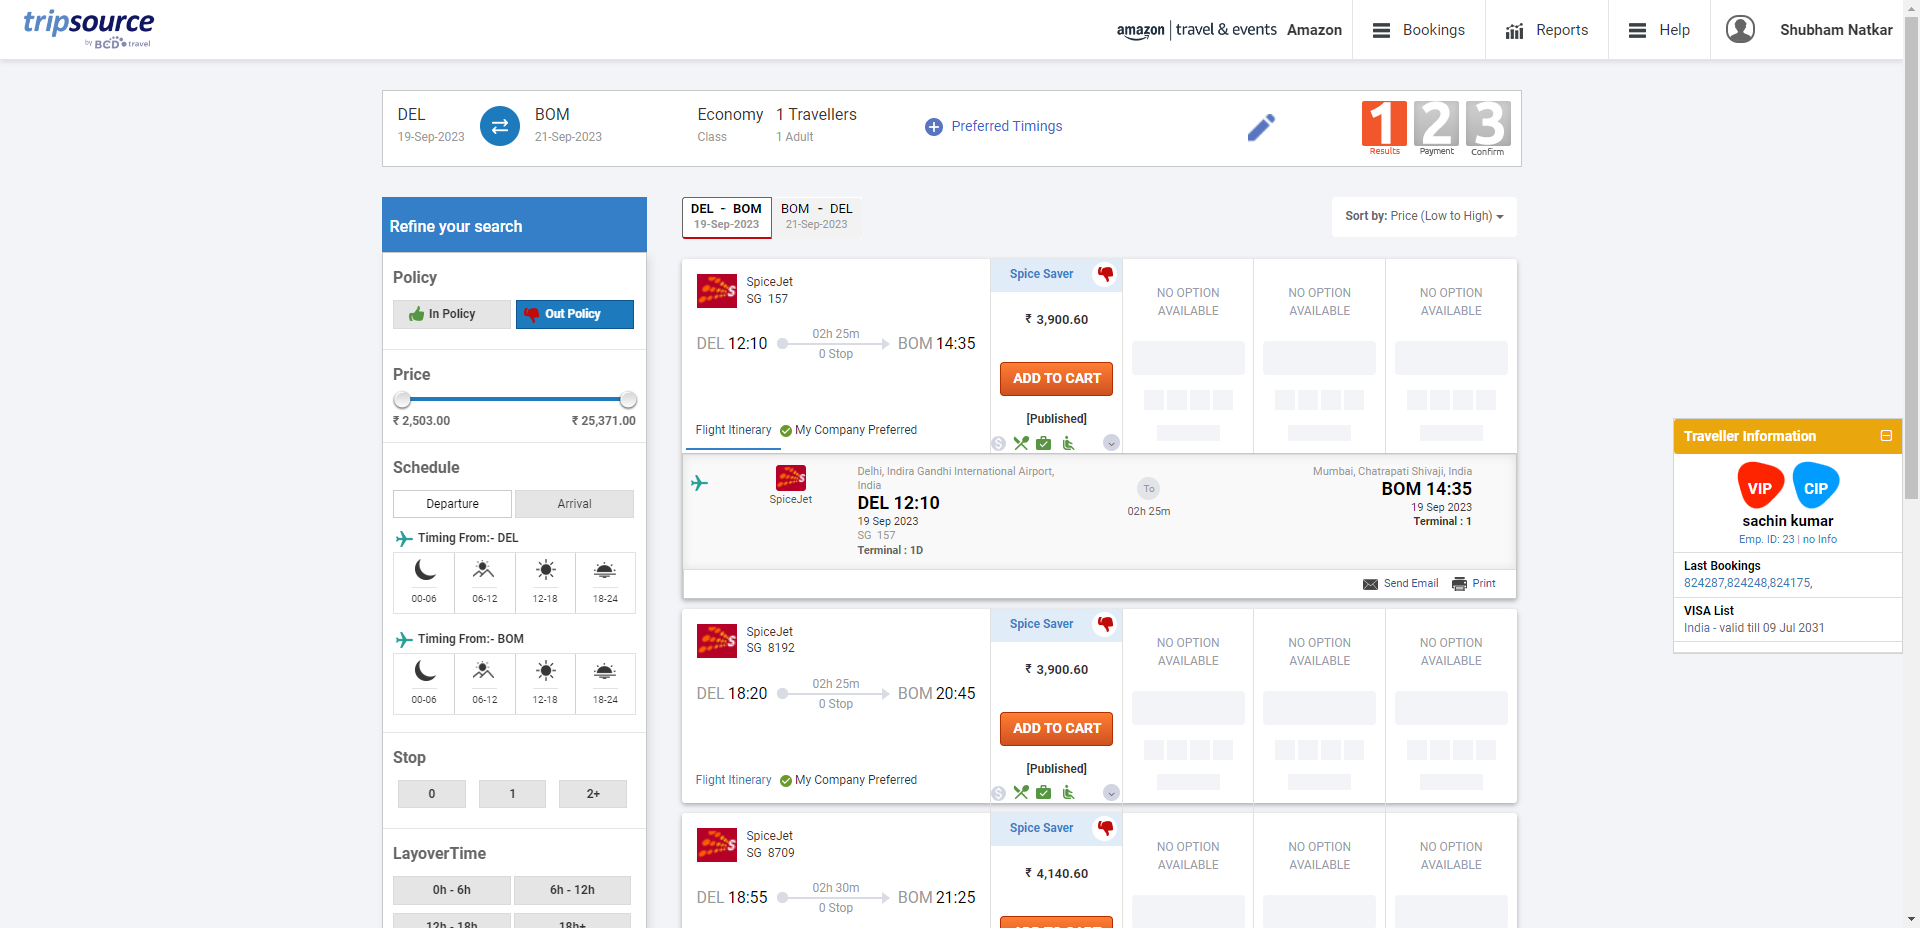 tripsource
by BCD travel
amazon | travel & events Amazon
Bookings
Reports
Help
Shubham Natkar
DEL
19-Sep-2023
BOM
21-Sep-2023
Economy
Class
1 Travellers
1 Adult
Preferred Timings
1 2 3
Results Payment Confirm
Refine your search
Policy
In Policy
Out Policy
Price
₹ 2,503.00
₹ 25,371.00
Schedule
Departure
Arrival
Timing From:- DEL
00-06 06-12 12-18 18-24
Timing From:- BOM
00-06 06-12 12-18 18-24
Stop
0 1 2+
LayoverTime
0h - 6h
6h - 12h
12h - 18h
18h+
DEL - BOM
19-Sep-2023
BOM - DEL
21-Sep-2023
Sort by: Price (Low to High)
SpiceJet
SG 157
DEL 12:10
02h 25m
0 Stop
BOM 14:35
Flight Itinerary
My Company Preferred
Spice Saver
₹ 3,900.60
ADD TO CART
[Published]
NO OPTION
AVAILABLE
NO OPTION
AVAILABLE
NO OPTION
AVAILABLE
SpiceJet
Delhi, Indira Gandhi International Airport,
India
DEL 12:10
19 Sep 2023
SG 157
Terminal : 1D
To
02h 25m
Mumbai, Chatrapati Shivaji, India
BOM 14:35
19 Sep 2023
Terminal : 1
Send Email
Print
SpiceJet
SG 8192
DEL 18:20
02h 25m
0 Stop
BOM 20:45
Flight Itinerary
My Company Preferred
Spice Saver
₹ 3,900.60
ADD TO CART
[Published]
NO OPTION
AVAILABLE
NO OPTION
AVAILABLE
NO OPTION
AVAILABLE
SpiceJet
SG 8709
DEL 18:55
02h 30m
0 Stop
BOM 21:25
Spice Saver
₹ 4,140.60
ADD TO CART
NO OPTION
AVAILABLE
NO OPTION
AVAILABLE
NO OPTION
AVAILABLE
Traveller Information
VIP
CIP
sachin kumar
Emp. ID: 23 | no Info
Last Bookings
824287,824248,824175,
VISA List
India - valid till 09 Jul 2031